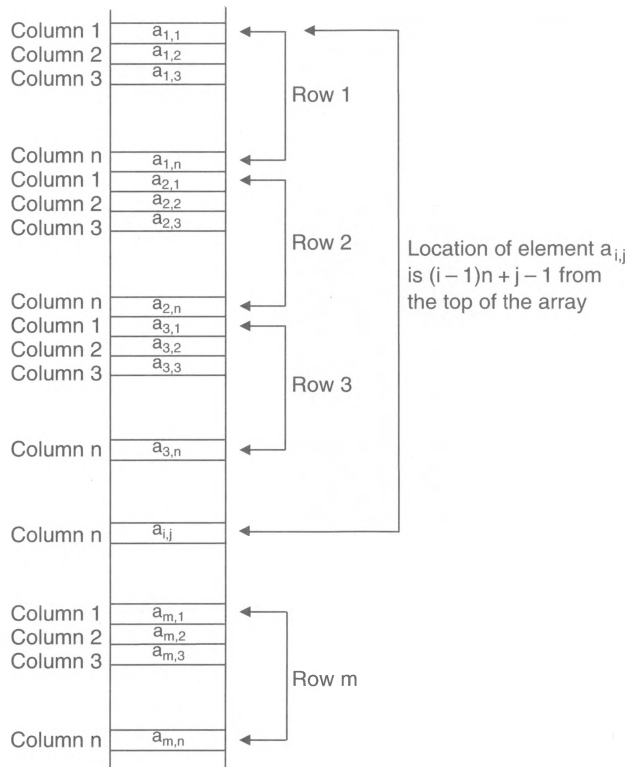 Column 1 a1,1
Column 2 a1,2
Column 3 a1,3
Row 1
Column n a1,n
Column 1 a2,1
Column 2 a2,2
Column 3 a2,3
Row 2
Location of element ai,j
is (i – 1)n + j – 1 from
the top of the array
Column n a2,n
Column 1 a3,1
Column 2 a3,2
Column 3 a3,3
Row 3
Column n a3,n
Column n ai,j
Column 1 am,1
Column 2 am,2
Column 3 am,3
Row m
Column n am,n